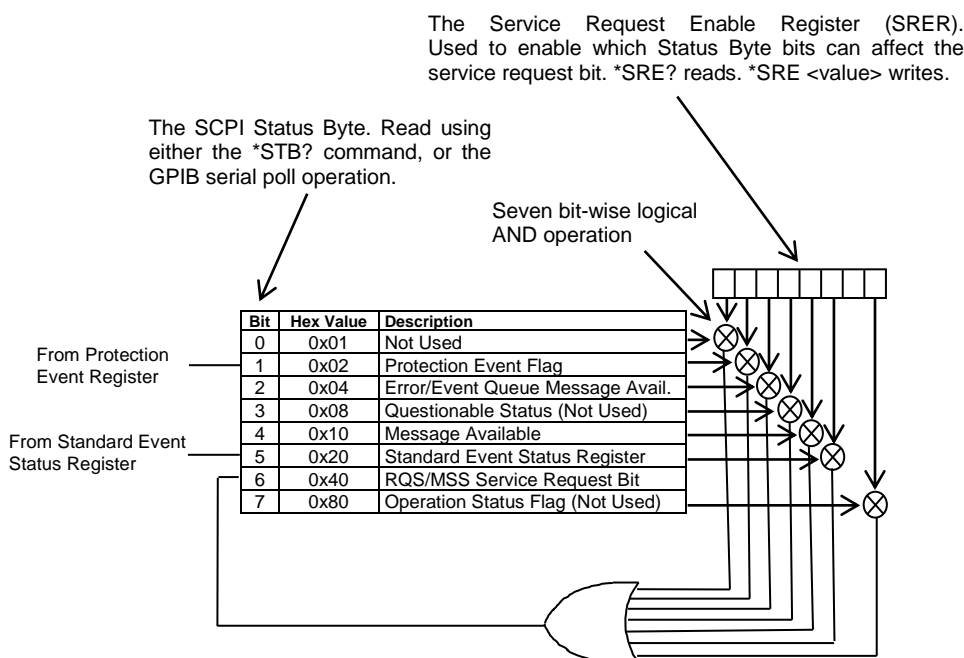 The Service Request Enable Register (SRER).
Used to enable which Status Byte bits can affect the
service request bit. *SRE? reads. *SRE <value> writes.
The SCPI Status Byte. Read using
either the *STB? command, or the
GPIB serial poll operation.
Seven bit-wise logical
AND operation
Bit Hex Value Description
0 0x01 Not Used
1 0x02 Protection Event Flag
2 0x04 Error/Event Queue Message Avail.
3 0x08 Questionable Status (Not Used)
4 0x10 Message Available
5 0x20 Standard Event Status Register
6 0x40 RQS/MSS Service Request Bit
7 0x80 Operation Status Flag (Not Used)
From Protection
Event Register
From Standard Event
Status Register